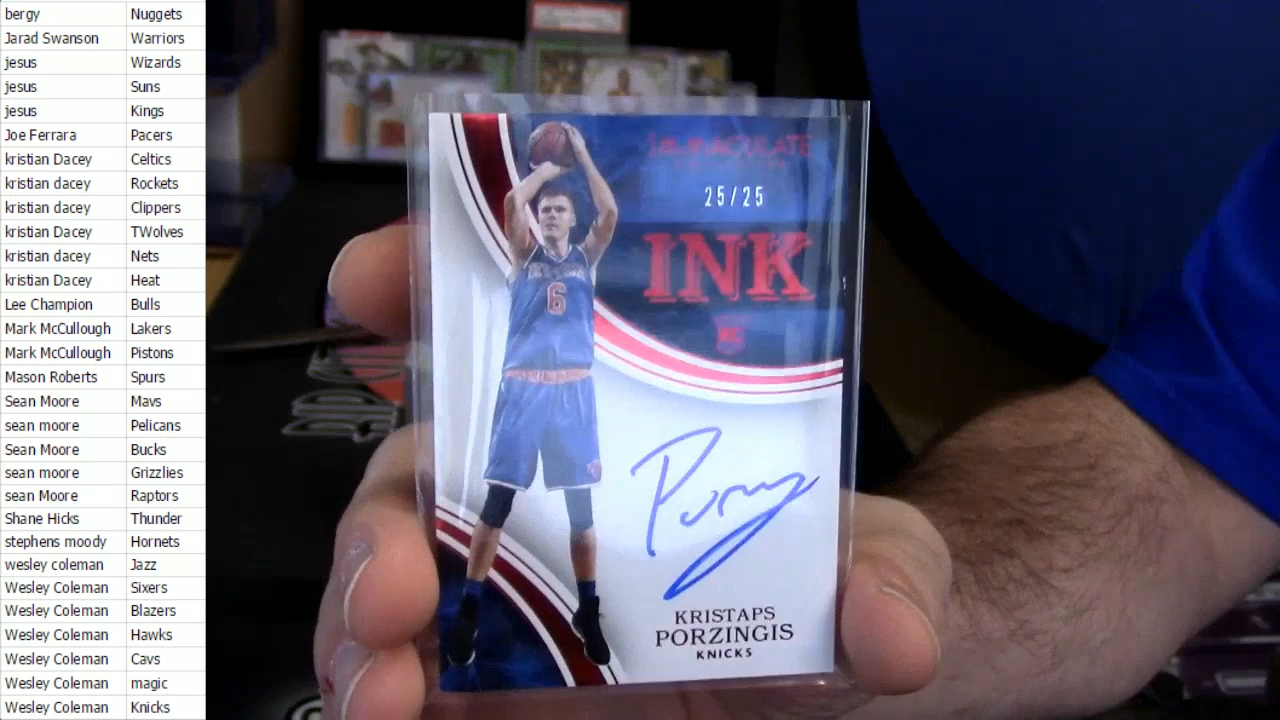 bergy Nuggets
Jarad Swanson Warriors
jesus Wizards
jesus Suns
jesus Kings
Joe Ferrara Pacers
kristian Dacey Celtics
kristian dacey Rockets
kristian dacey Clippers
kristian Dacey TWolves
kristian dacey Nets
kristian Dacey Heat
Lee Champion Bulls
Mark McCullough Lakers
Mark McCullough Pistons
Mason Roberts Spurs
Sean Moore Mavs
sean moore Pelicans
Sean Moore Bucks
sean moore Grizzlies
sean Moore Raptors
Shane Hicks Thunder
stephens moody Hornets
wesley coleman Jazz
Wesley Coleman Sixers
Wesley Coleman Blazers
Wesley Coleman Hawks
Wesley Coleman Cavs
Wesley Coleman magic
Wesley Coleman Knicks
IMMACULATE
25/25
INK
RC
6
KRISTAPS
PORZINGIS
KNICKS